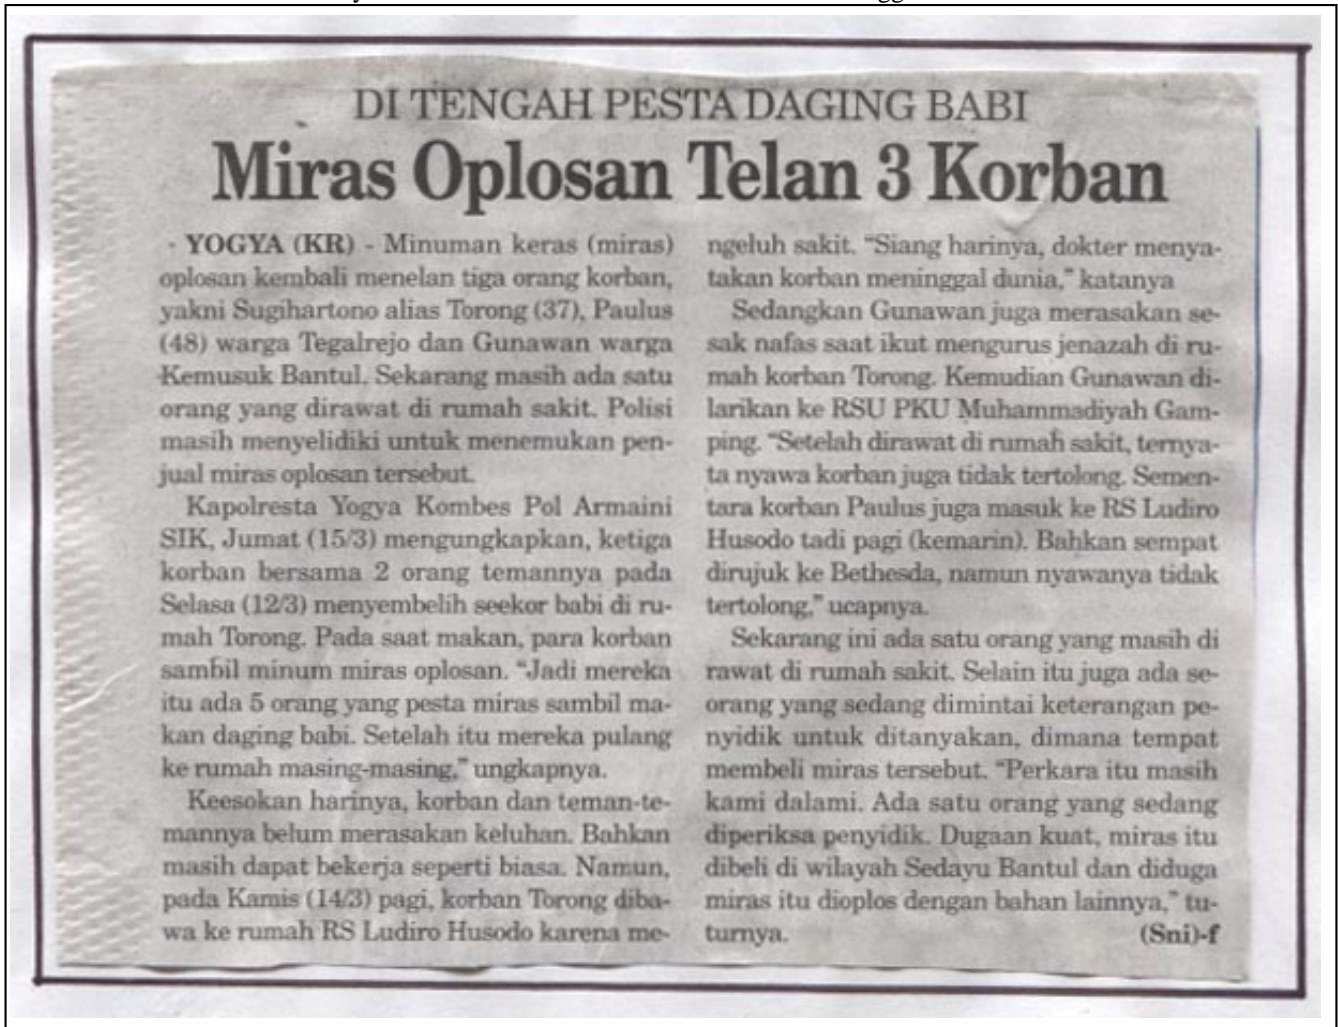 DI TENGAH PESTA DAGING BABI
Miras Oplosan Telan 3 Korban
- YOGYA (KR) - Minuman keras (miras)
oplosan kembali menelan tiga orang korban,
yakni Sugihartono alias Torong (37), Paulus
(48) warga Tegalrejo dan Gunawan warga
Kemusuk Bantul. Sekarang masih ada satu
orang yang dirawat di rumah sakit. Polisi
masih menyelidiki untuk menemukan pen-
jual miras oplosan tersebut.
Kapolresta Yogya Kombes Pol Armaini
SIK, Jumat (15/3) mengungkapkan, ketiga
korban bersama 2 orang temannya pada
Selasa (12/3) menyembelih seekor babi di ru-
mah Torong. Pada saat makan, para korban
sambil minum miras oplosan. “Jadi mereka
itu ada 5 orang yang pesta miras sambil ma-
kan daging babi. Setelah itu mereka pulang
ke rumah masing-masing,” ungkapnya.
Keesokan harinya, korban dan teman-te-
mannya belum merasakan keluhan. Bahkan
masih dapat bekerja seperti biasa. Namun,
pada Kamis (14/3) pagi, korban Torong diba-
wa ke rumah RS Ludiro Husodo karena me-
ngeluh sakit. “Siang harinya, dokter menya-
takan korban meninggal dunia,” katanya
Sedangkan Gunawan juga merasakan se-
sak nafas saat ikut mengurus jenazah di ru-
mah korban Torong. Kemudian Gunawan di-
larikan ke RSU PKU Muhammadiyah Gam-
ping. “Setelah dirawat di rumah sakit, ternya-
ta nyawa korban juga tidak tertolong. Semen-
tara korban Paulus juga masuk ke RS Ludiro
Husodo tadi pagi (kemarin). Bahkan sempat
dirujuk ke Bethesda, namun nyawanya tidak
tertolong,” ucapnya.
Sekarang ini ada satu orang yang masih di
rawat di rumah sakit. Selain itu juga ada se-
orang yang sedang dimintai keterangan pe-
nyidik untuk ditanyakan, dimana tempat
membeli miras tersebut. “Perkara itu masih
kami dalami. Ada satu orang yang sedang
diperiksa penyidik. Dugaan kuat, miras itu
dibeli di wilayah Sedayu Bantul dan diduga
miras itu dioplos dengan bahan lainnya,” tu-
turnya. (Sni)-f